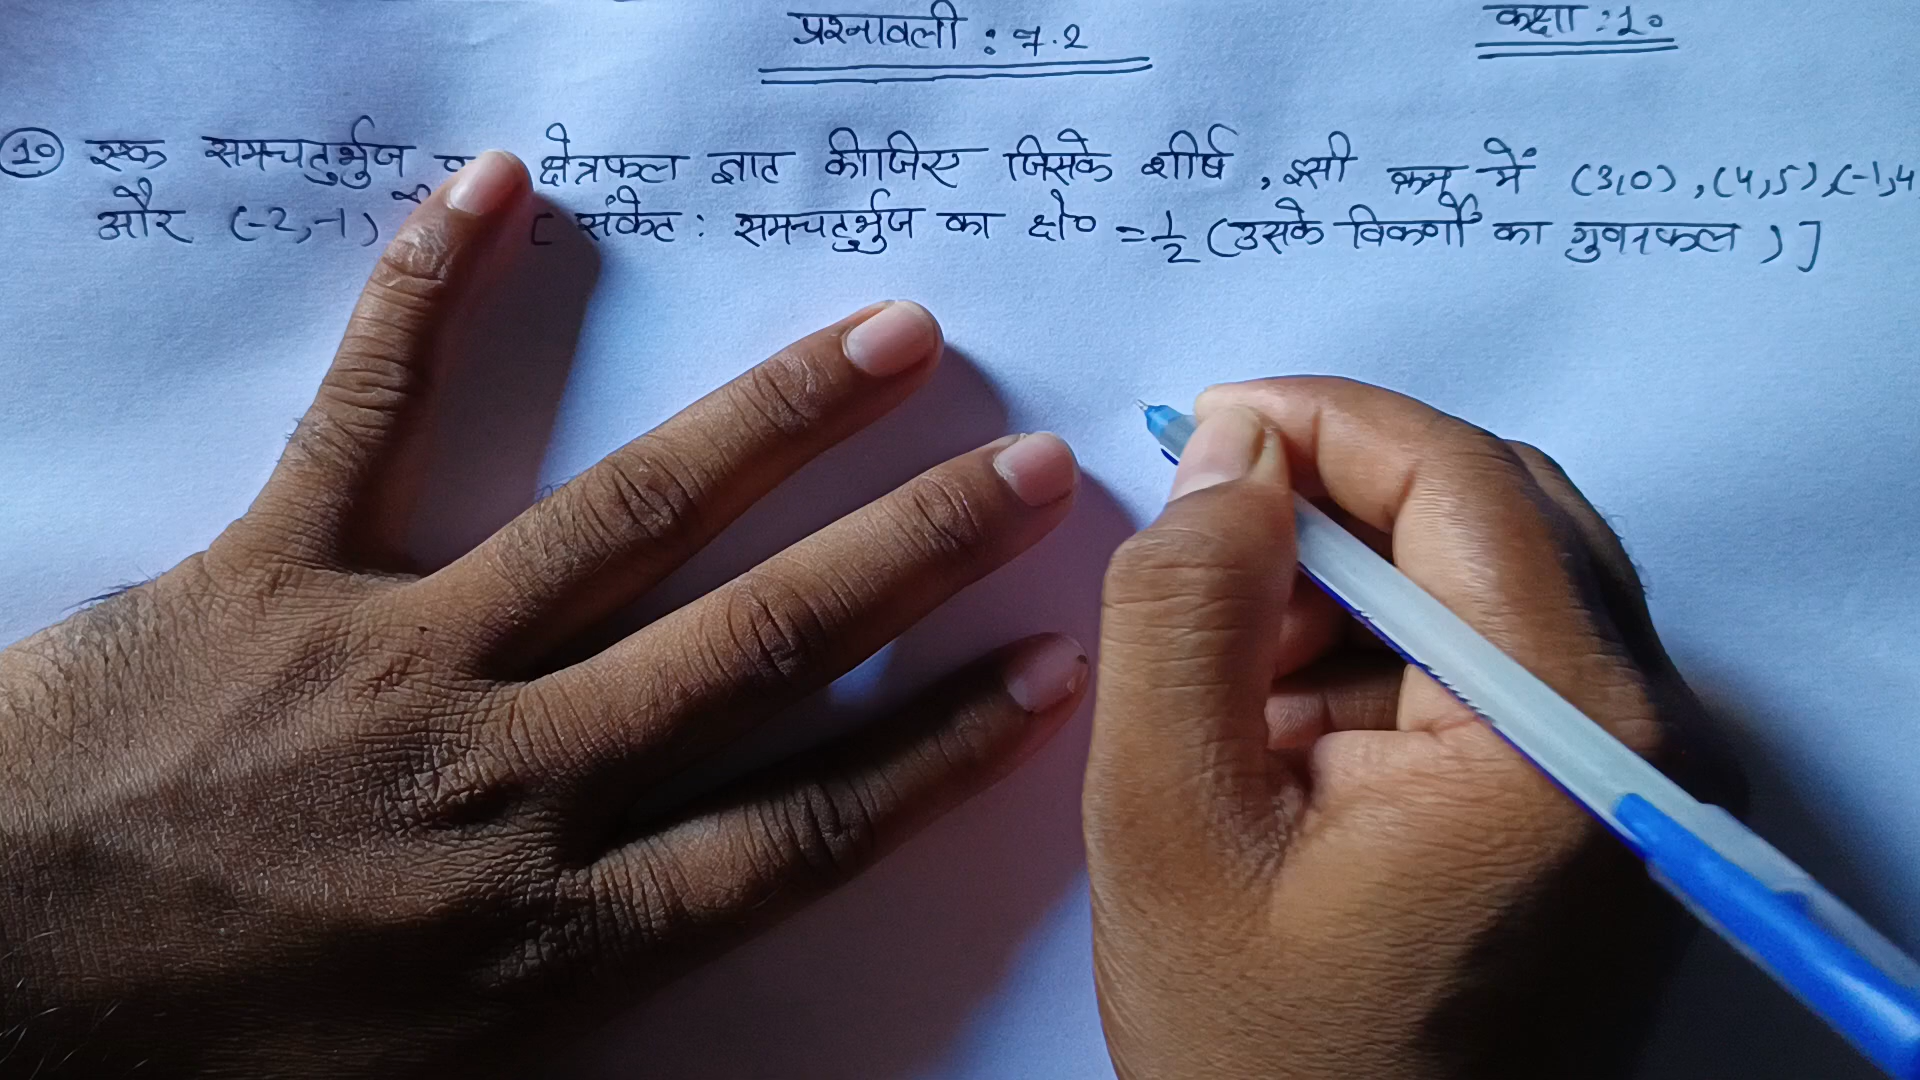 प्रश्नावली : 7.2
कक्षा : 10
10 एक समचतुर्भुज क्षेत्रफल ज्ञात कीजिए जिसके शीर्ष , इसी क्रम में (3,0) , (4,5) , (-1,4
और (-2,-1) [ संकेत : समचतुर्भुज का क्षे० = 1/2 (उसके विकर्णों का गुणनफल ) ]